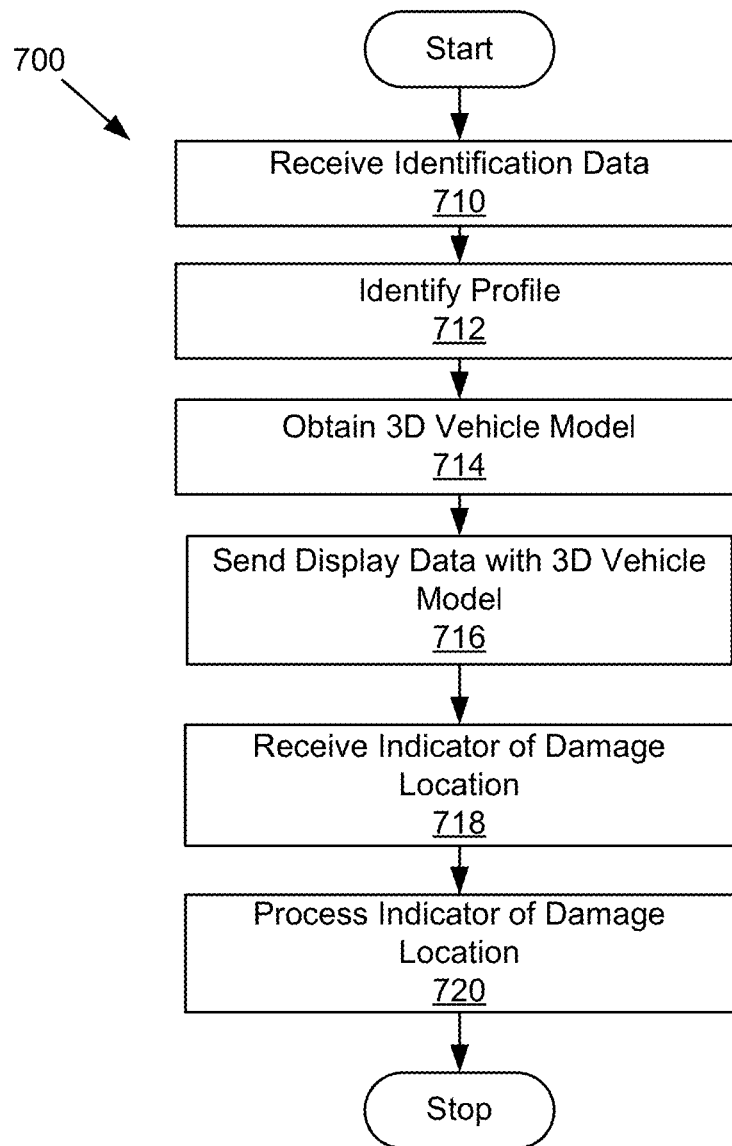 Start
700
Receive Identification Data
710
Identify Profile
712
Obtain 3D Vehicle Model
714
Send Display Data with 3D Vehicle
Model
716
Receive Indicator of Damage
Location
718
Process Indicator of Damage
Location
720
Stop